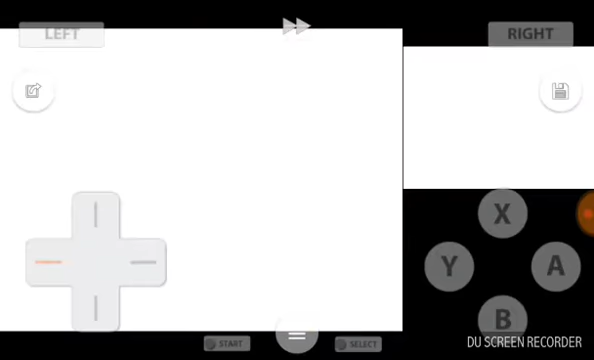 LEFT
RIGHT
X
Y
A
B
START
SELECT
DU SCREEN RECORDER